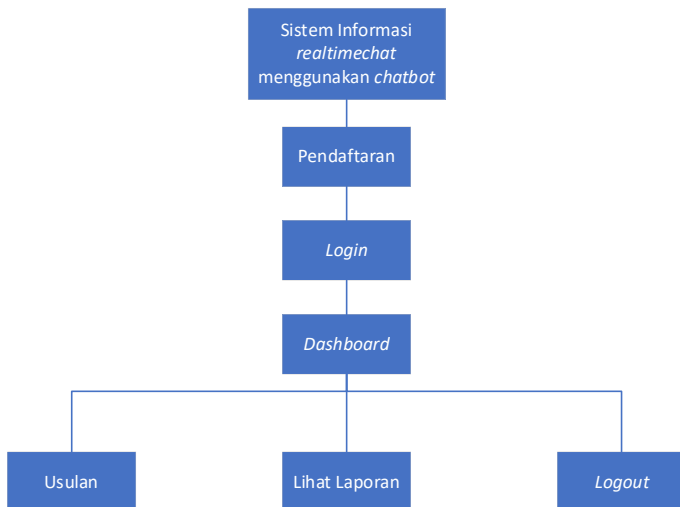 Sistem Informasi
realtimechat
menggunakan chatbot
Pendaftaran
Login
Dashboard
Usulan
Lihat Laporan
Logout